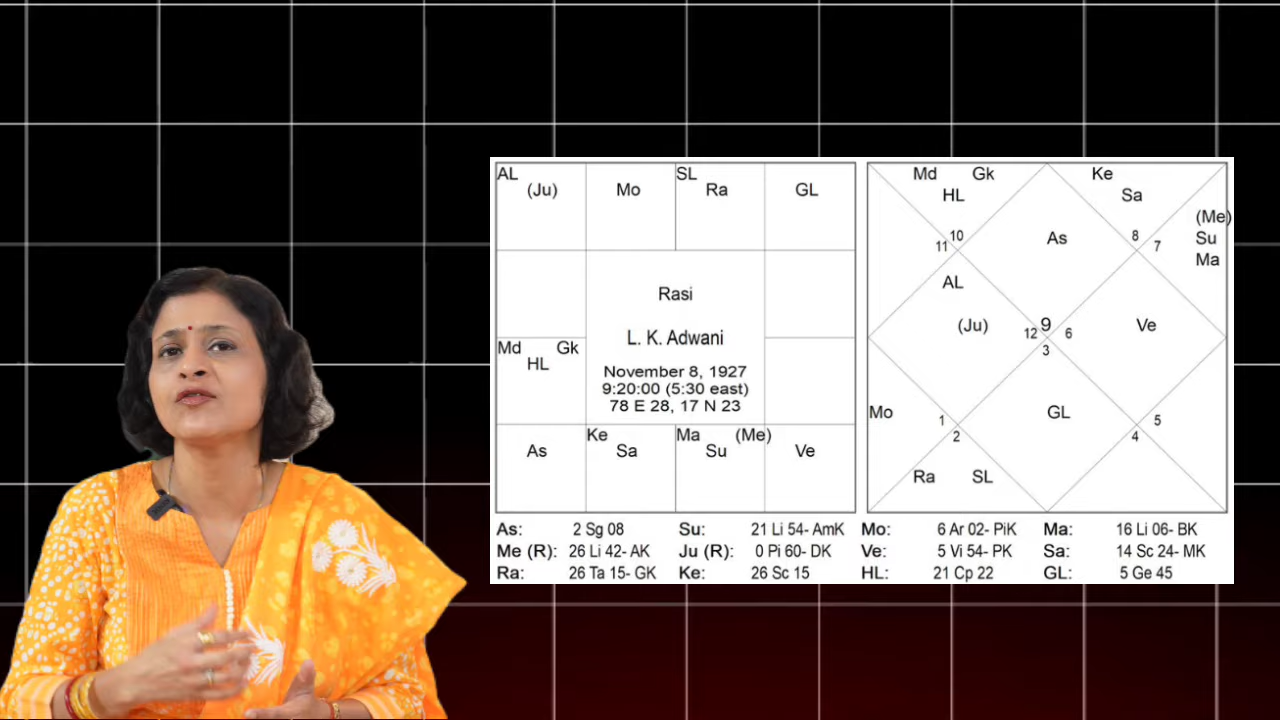 AL
(Ju)
Mo
SL
Ra
GL
Rasi
L. K. Adwani
November 8, 1927
9:20:00 (5:30 east)
78 E 28, 17 N 23
Md Gk
HL
As
Ke
Sa
Ma (Me)
Su
Ve
Md Gk
HL
Ke
Sa
(Me)
Su
Ma
10
11
As
8
7
AL
(Ju)
12 9 6
3
Ve
Mo
1
2
GL
5
4
Ra SL
As: 2 Sg 08 Su: 21 Li 54- AmK Mo: 6 Ar 02- PiK Ma: 16 Li 06- BK
Me (R): 26 Li 42- AK Ju (R): 0 Pi 60- DK Ve: 5 Vi 54- PK Sa: 14 Sc 24- MK
Ra: 26 Ta 15- GK Ke: 26 Sc 15 HL: 21 Cp 22 GL: 5 Ge 45